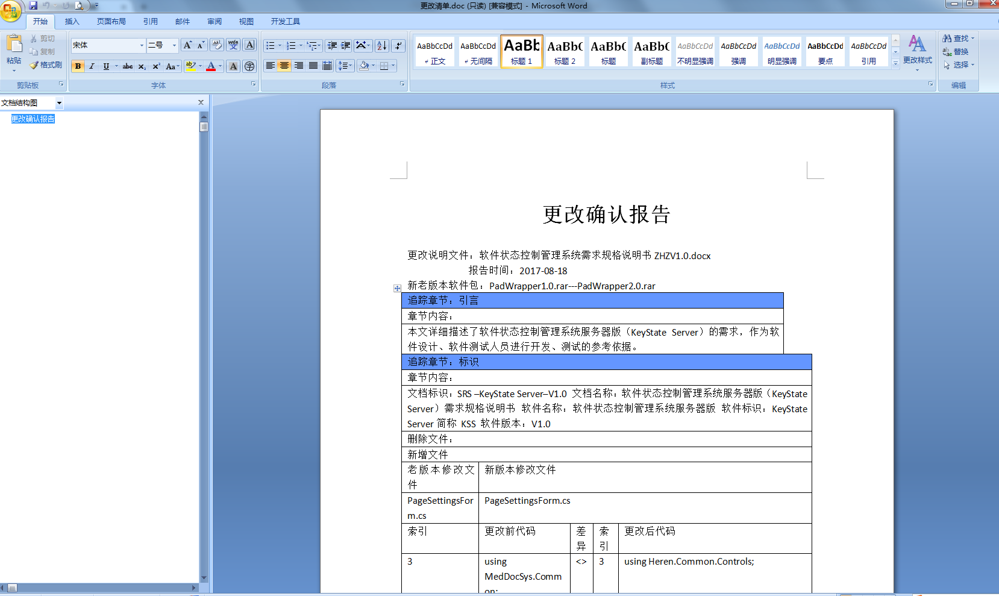 更改清单.doc (只读) [兼容模式] - Microsoft Word
开始 插入 页面布局 引用 邮件 审阅 视图 开发工具
粘贴
剪切
复制
格式刷
剪贴板
宋体 二号
字体
段落
AaBbCcDd AaBbCcDd AaBb AaBbC AaBbC AaBbC AaBbCcDd AaBbCcDd AaBbCcDd AaBbCcDd AaBbCcDd
正文 无间隔 标题 1 标题 2 标题 副标题 不明显强调 强调 明显强调 要点 引用
更改样式
样式
查找
替换
选择
编辑
文档结构图
更改确认报告
更改确认报告
更改说明文件：软件状态控制管理系统需求规格说明书 ZHZV1.0.docx
报告时间：2017-08-18
新老版本软件包：PadWrapper1.0.rar---PadWrapper2.0.rar
追踪章节：引言
章节内容：
本文详细描述了软件状态控制管理系统服务器版（KeyState Server）的需求，作为软
件设计、软件测试人员进行开发、测试的参考依据。
追踪章节：标识
章节内容：
文档标识：SRS –KeyState Server–V1.0 文档名称：软件状态控制管理系统服务器版（KeyState
Server）需求规格说明书 软件名称：软件状态控制管理系统服务器版 软件标识：KeyState
Server 简称 KSS 软件版本：V1.0
删除文件：
新增文件
老版本修改文 新版本修改文件
件
PageSettingsFor PageSettingsForm.cs
m.cs
索引 更改前代码 差 索 更改后代码
异 引
3 using <> 3 using Heren.Common.Controls;
MedDocSys.Comm
on;